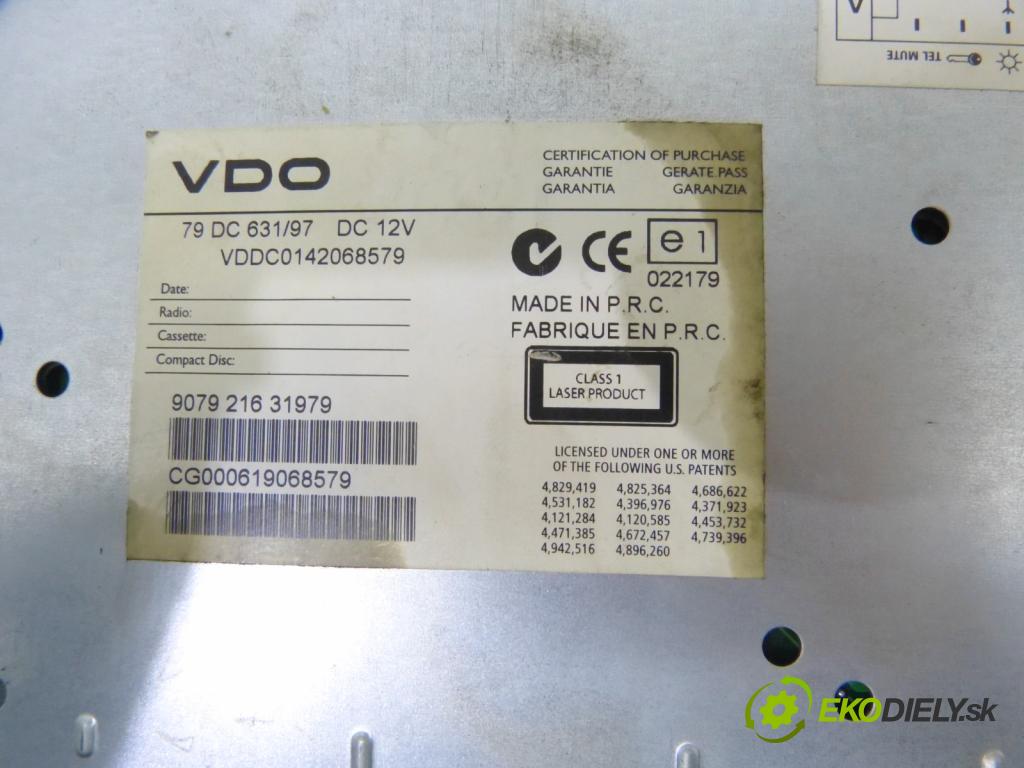 V
TEL MUTE
VDO
CERTIFICATION OF PURCHASE
GARANTIE GERATE PASS
GARANTIA GARANZIA
79 DC 631/97 DC 12V
VDDC0142068579
CE e 1
022179
Date:
Radio:
Cassette:
Compact Disc:
MADE IN P.R.C.
FABRIQUE EN P.R.C.
CLASS 1
LASER PRODUCT
9079 216 31979
CG000619068579
LICENSED UNDER ONE OR MORE
OF THE FOLLOWING U.S. PATENTS
4,829,419 4,825,364 4,686,622
4,531,182 4,396,976 4,371,923
4,121,284 4,120,585 4,453,732
4,471,385 4,672,457 4,739,396
4,942,516 4,896,260
EKODIELY.sk